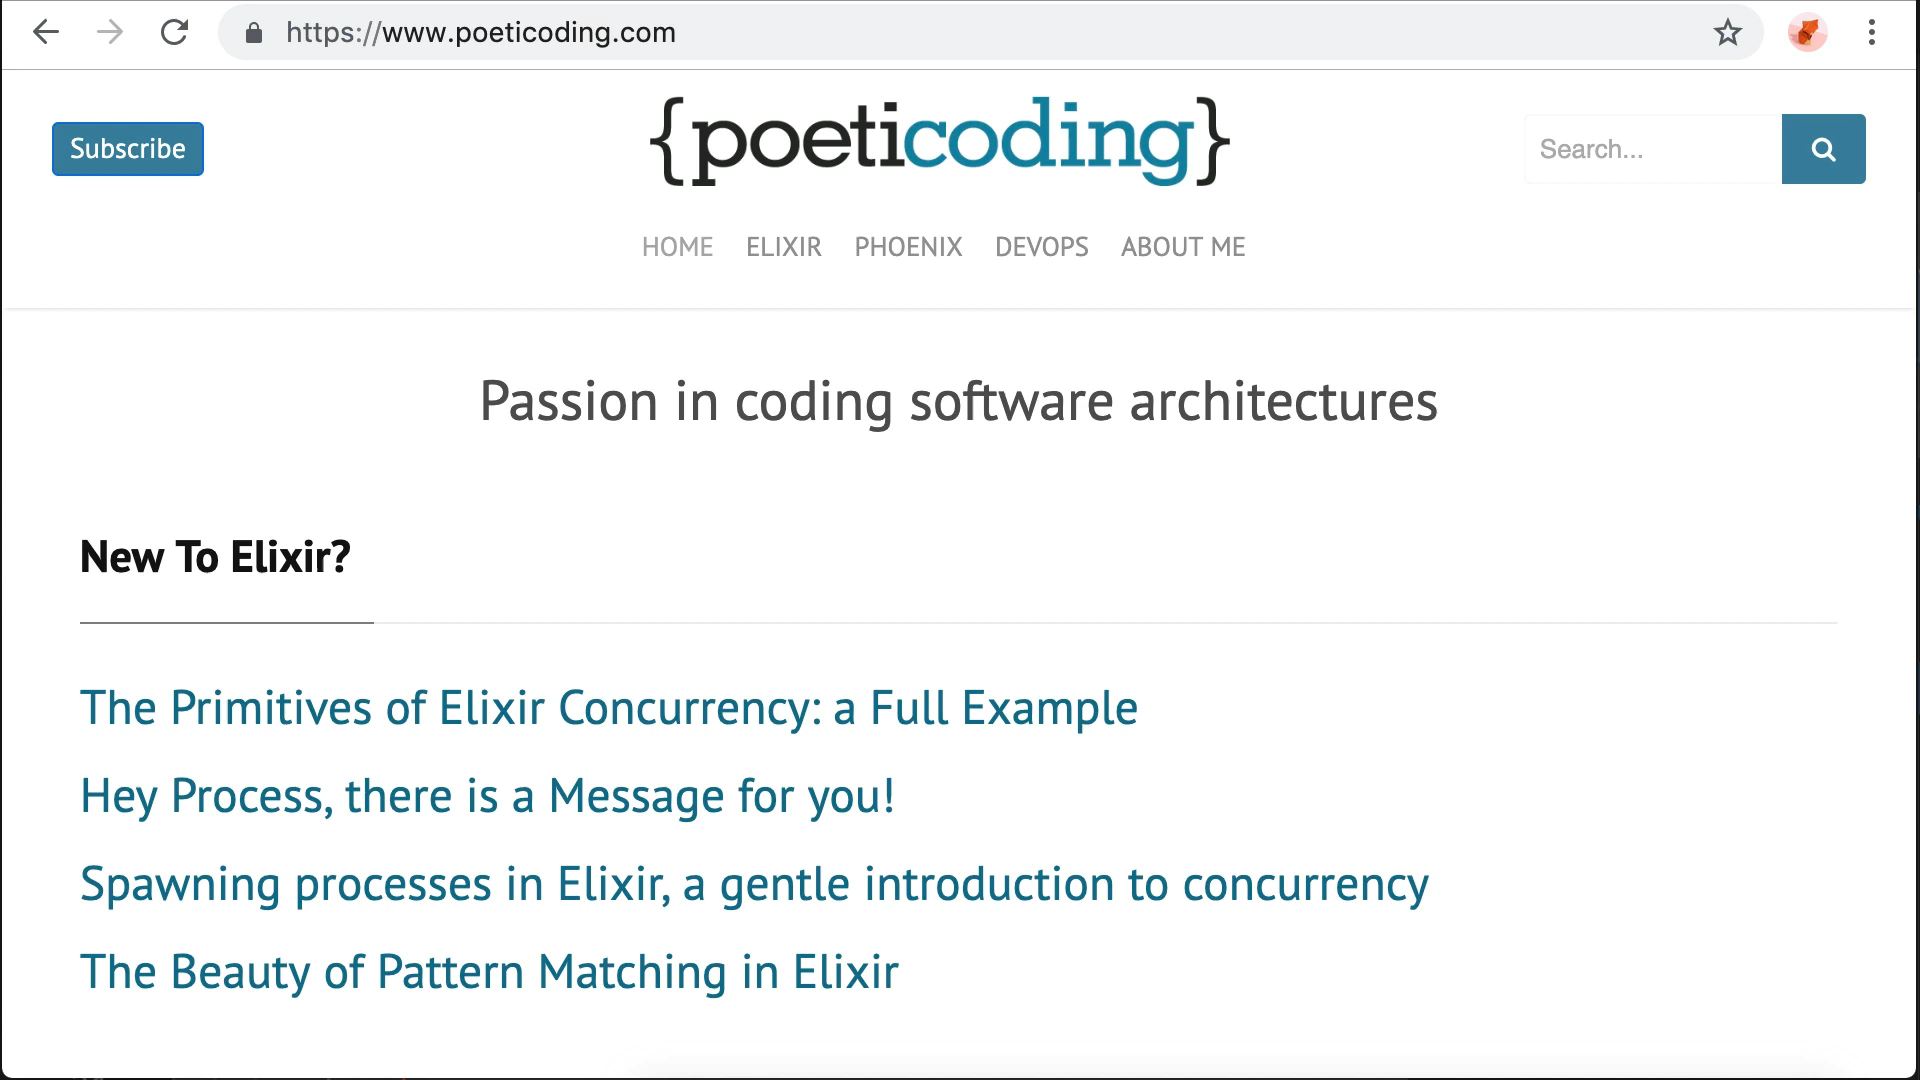 https://www.poeticoding.com
Subscribe
{poeticoding}
Search...
HOME ELIXIR PHOENIX DEVOPS ABOUT ME
Passion in coding software architectures
New To Elixir?
The Primitives of Elixir Concurrency: a Full Example
Hey Process, there is a Message for you!
Spawning processes in Elixir, a gentle introduction to concurrency
The Beauty of Pattern Matching in Elixir